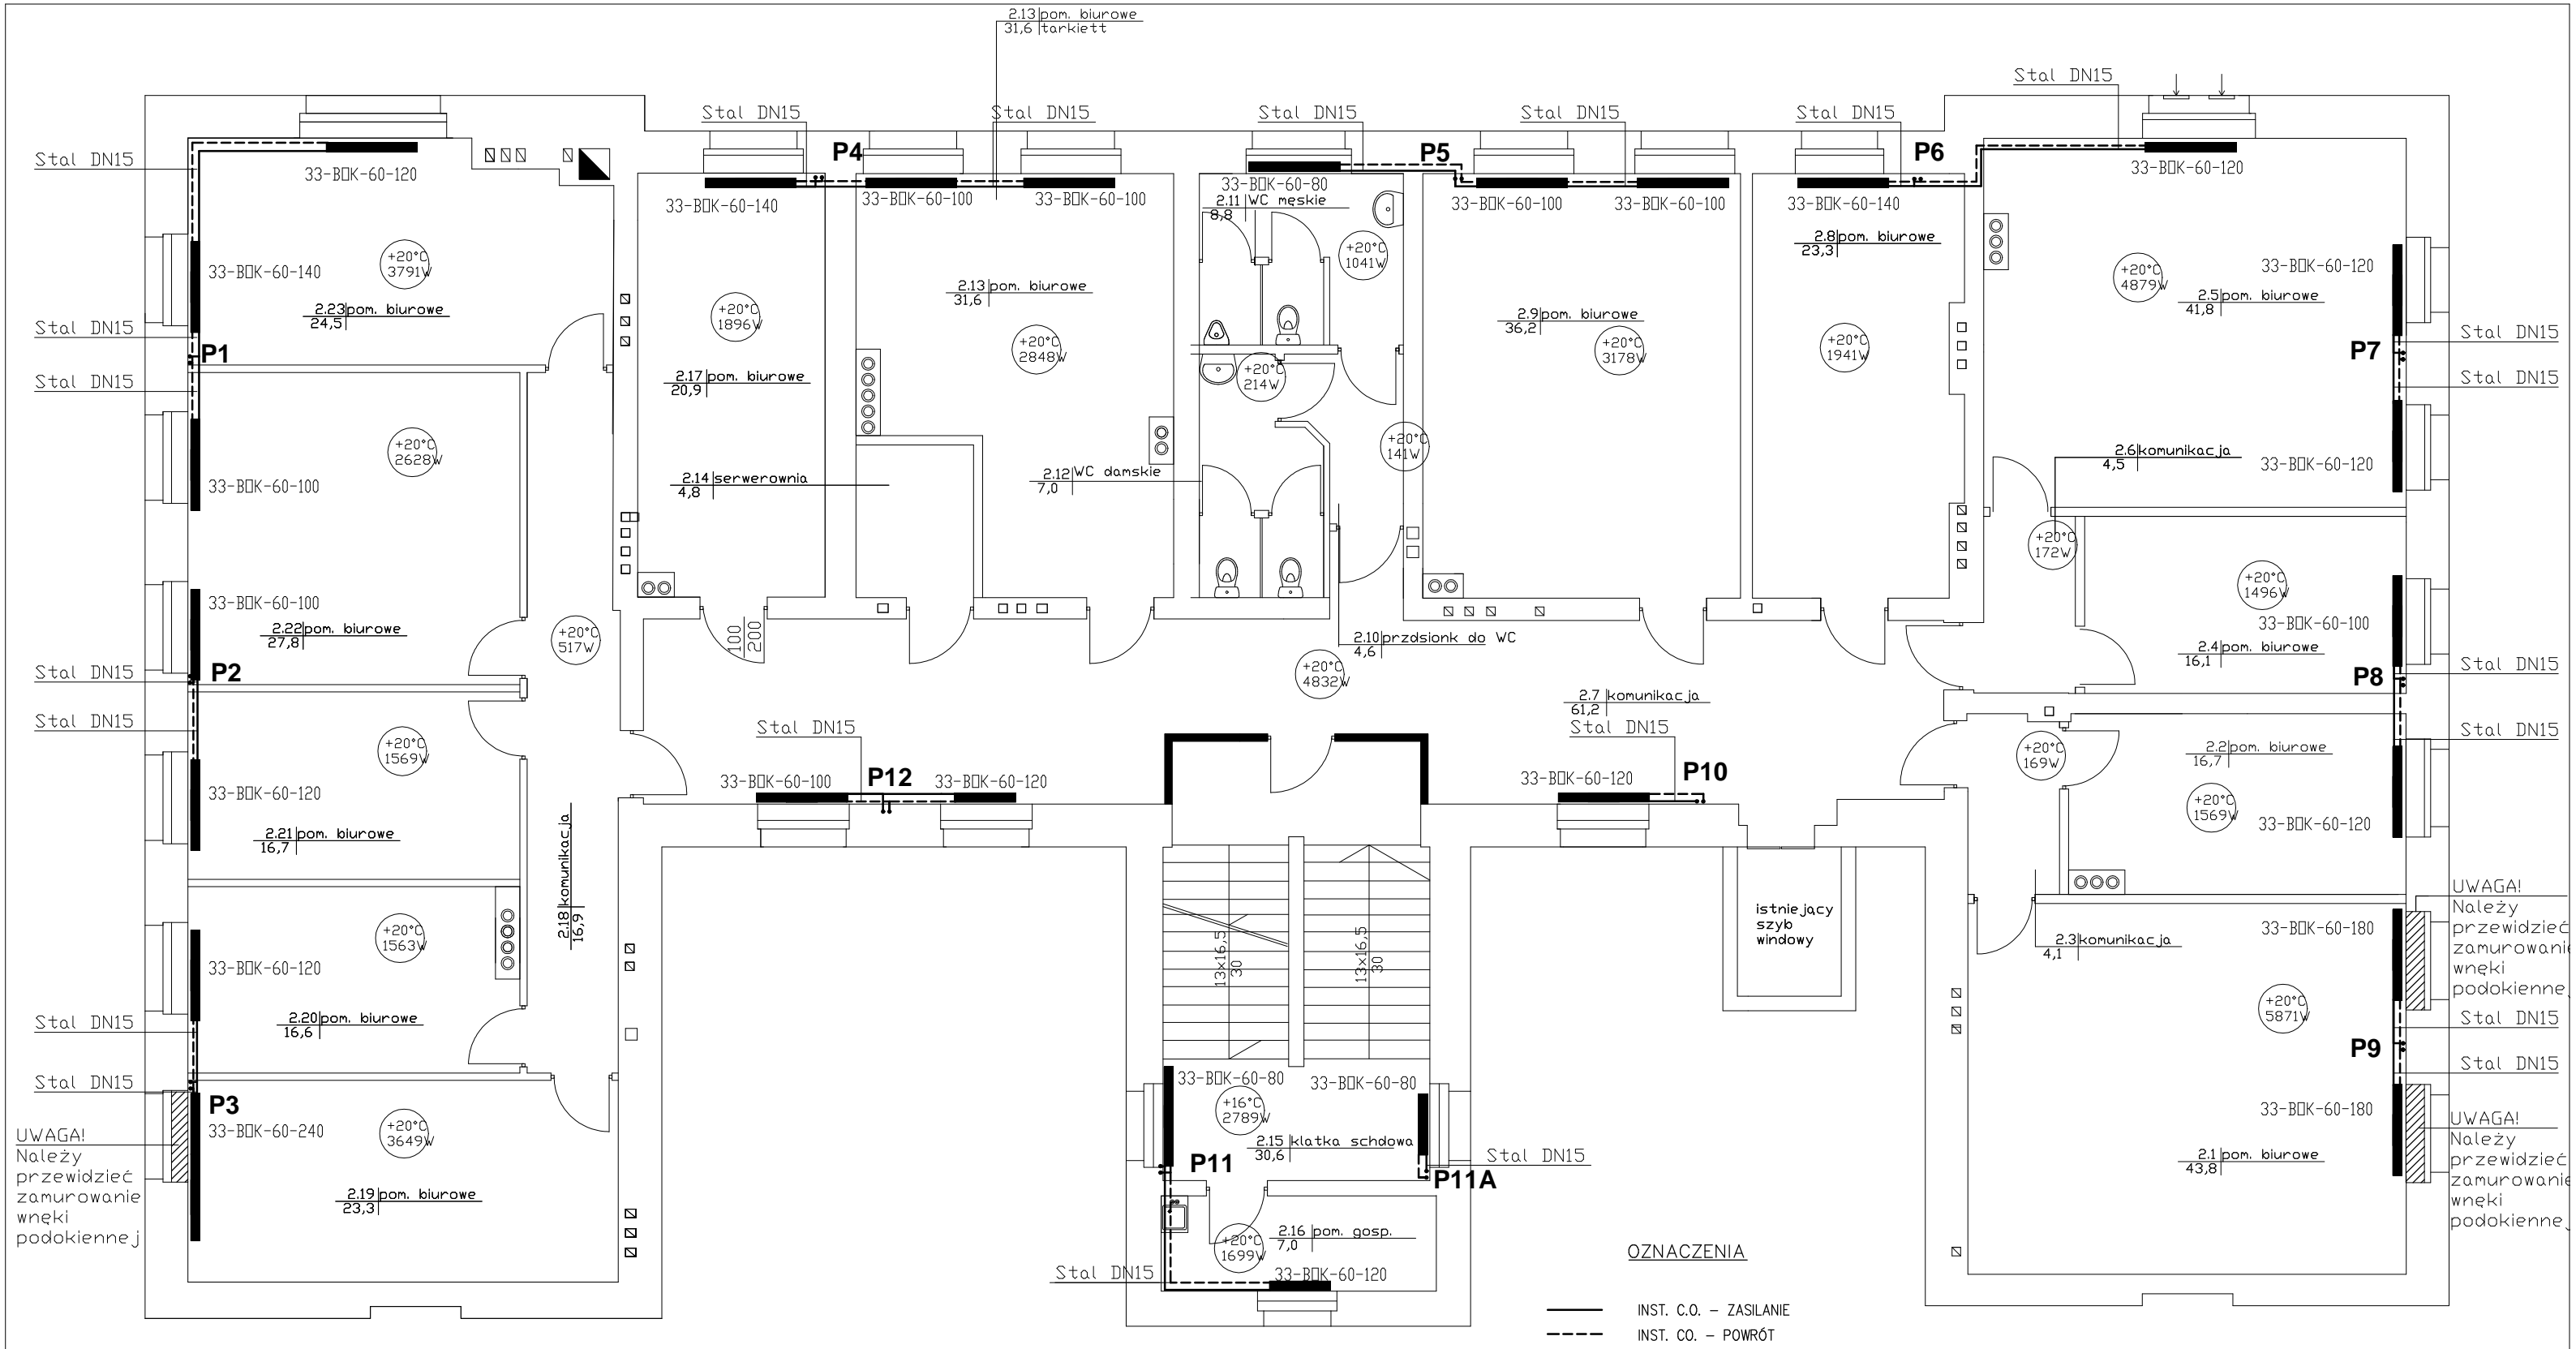 2.13 pom. biurowe
31,6 tarkiett
Stal DN15
Stal DN15
Stal DN15
Stal DN15
Stal DN15
Stal DN15
Stal DN15
P4
P5
P6
33-BOK-60-120
33-BOK-60-140
33-BOK-60-100
33-BOK-60-100
33-BOK-60-80
2.11 WC męskie
8,8
33-BOK-60-100
33-BOK-60-100
33-BOK-60-140
33-BOK-60-120
+20°C
3791W
33-BOK-60-140
2.23 pom. biurowe
24,5
Stal DN15
P1
Stal DN15
+20°C
1896W
2.17 pom. biurowe
20,9
2.13 pom. biurowe
31,6
+20°C
2848W
+20°C
1041W
+20°C
214W
+20°C
141W
2.9 pom. biurowe
36,2
+20°C
3178W
2.8 pom. biurowe
23,3
+20°C
1941W
+20°C
4879W
33-BOK-60-120
2.5 pom. biurowe
41,8
Stal DN15
P7
Stal DN15
33-BOK-60-120
2.6 komunikacja
4,5
+20°C
172W
+20°C
2628W
33-BOK-60-100
33-BOK-60-100
2.22 pom. biurowe
27,8
2.14 serwerownia
4,8
2.12 WC damskie
7,0
+20°C
517W
100
200
2.10 przdsionk do WC
4,6
+20°C
4832W
2.7 komunikacja
61,2
+20°C
1496W
33-BOK-60-100
2.4 pom. biurowe
16,1
Stal DN15
P8
Stal DN15
Stal DN15
P2
Stal DN15
+20°C
1569W
33-BOK-60-120
2.21 pom. biurowe
16,7
Stal DN15
33-BOK-60-100
P12
33-BOK-60-120
Stal DN15
33-BOK-60-120
P10
+20°C
169W
2.2 pom. biurowe
16,7
+20°C
1569W
33-BOK-60-120
2.18 komunikacja
16,9
+20°C
1563W
33-BOK-60-120
2.20 pom. biurowe
16,6
Stal DN15
Stal DN15
P3
33-BOK-60-240
+20°C
3649W
2.19 pom. biurowe
23,3
UWAGA!
Należy
przewidzieć
zamurowanie
wnęki
podokiennej
13x16,5
30
13x16,5
30
istniejący
szyb
windowy
2.3 komunikacja
4,1
33-BOK-60-180
UWAGA!
Należy
przewidzieć
zamurowanie
wnęki
podokiennej
+20°C
5871W
Stal DN15
P9
Stal DN15
33-BOK-60-180
2.1 pom. biurowe
43,8
UWAGA!
Należy
przewidzieć
zamurowanie
wnęki
podokiennej
33-BOK-60-80
33-BOK-60-80
+16°C
2789W
2.15 klatka schdowa
30,6
P11
Stal DN15
P11A
2.16 pom. gosp.
7,0
+20°C
1699W
Stal DN15
33-BOK-60-120
OZNACZENIA
INST. C.O. – ZASILANIE
INST. CO. – POWRÓT